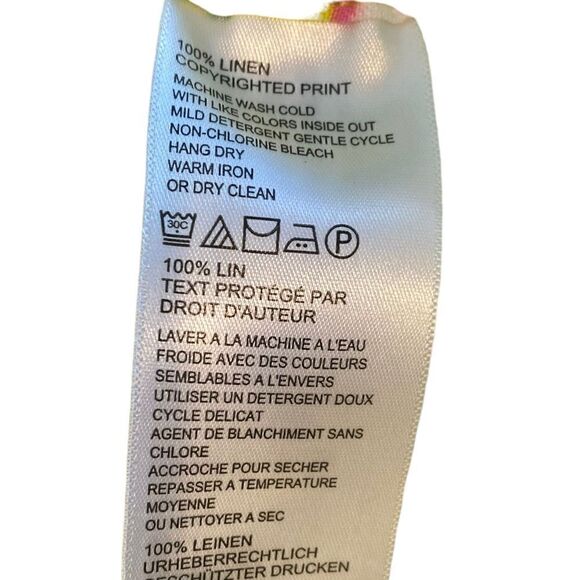 100% LINEN
COPYRIGHTED PRINT
MACHINE WASH COLD
WITH LIKE COLORS INSIDE OUT
MILD DETERGENT GENTLE CYCLE
NON-CHLORINE BLEACH
HANG DRY
WARM IRON
OR DRY CLEAN
30C P
100% LIN
TEXT PROTÉGÉ PAR
DROIT D'AUTEUR
LAVER A LA MACHINE A L'EAU
FROIDE AVEC DES COULEURS
SEMBLABLES A L'ENVERS
UTILISER UN DETERGENT DOUX
CYCLE DELICAT
AGENT DE BLANCHIMENT SANS
CHLORE
ACCROCHE POUR SECHER
REPASSER A TEMPERATURE
MOYENNE
OU NETTOYER A SEC
100% LEINEN
URHEBERRECHTLICH
GESCHÜTZTER DRUCKEN